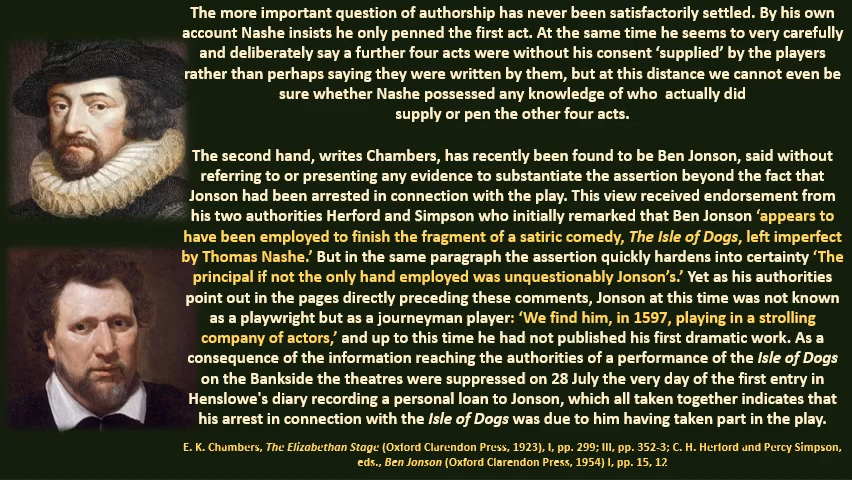 The more important question of authorship has never been satisfactorily settled. By his own
account Nashe insists he only penned the first act. At the same time he seems to very carefully
and deliberately say a further four acts were without his consent ‘supplied’ by the players
rather than perhaps saying they were written by them, but at this distance we cannot even be
sure whether Nashe possessed any knowledge of who actually did
supply or pen the other four acts.
The second hand, writes Chambers, has recently been found to be Ben Jonson, said without
referring to or presenting any evidence to substantiate the assertion beyond the fact that
Jonson had been arrested in connection with the play. This view received endorsement from
his two authorities Herford and Simpson who initially remarked that Ben Jonson ‘appears to
have been employed to finish the fragment of a satiric comedy, The Isle of Dogs, left imperfect
by Thomas Nashe.’ But in the same paragraph the assertion quickly hardens into certainty ‘The
principal if not the only hand employed was unquestionably Jonson’s.’ Yet as his authorities
point out in the pages directly preceding these comments, Jonson at this time was not known
as a playwright but as a journeyman player: ‘We find him, in 1597, playing in a strolling
company of actors,’ and up to this time he had not published his first dramatic work. As a
consequence of the information reaching the authorities of a performance of the Isle of Dogs
on the Bankside the theatres were suppressed on 28 July the very day of the first entry in
Henslowe's diary recording a personal loan to Jonson, which all taken together indicates that
his arrest in connection with the Isle of Dogs was due to him having taken part in the play.
E. K. Chambers, The Elizabethan Stage (Oxford Clarendon Press, 1923), I, pp. 299; III, pp. 352-3; C. H. Herford and Percy Simpson,
eds., Ben Jonson (Oxford Clarendon Press, 1954) I, pp. 15, 12